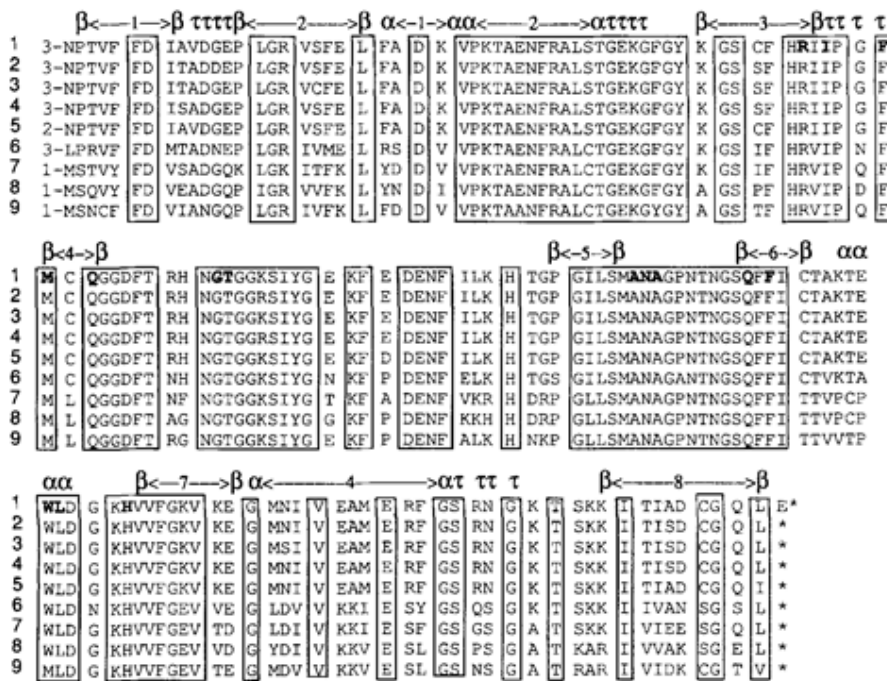 β<—1—>β ττττβ<——2——>β α<-1-αα<——2——αττττ β<——3——>βττ τ τ
1 3-NPTVF FD IAVDGEP LGR VSFE L FA D K VPKTAENFRALSTGEKGFGY K GS CF HRIIP G F
2 3-NPTVF FD ITADDEP LGR VSFE L FA D K VPKTAENFRALSTGEKGFGY K GS SF HRIIP G F
3 3-NPTVF FD ITADGEP LGR VCFE L FA D K VPKTAENFRALSTGEKGFGY K GS SF HRIIP G F
4 3-NPTVF FD ISADGEP LGR VSFE L FA D K VPKTAENFRALSTGEKGFGY K GS SF HRIIP G F
5 2-NPTVF FD IAVDGEP LGR VSFE L FA D K VPKTAENFRALSTGEKGFGY K GS CF HRIIP G F
6 3-LPRVF FD MTADNEP LGR IVME L RS D V VPKTAENFRALCTGEKGFGY K GS IF HRVIP N F
7 1-MSTVY FD VSADGQK LGK ITFK L YD D V VPKTAENFRALCTGEKGFGY K GS IF HRVIP Q F
8 1-MSQVY FD VEADGQP IGR VVFK L YN D I VPKTAENFRALCTGEKGFGY A GS PF HRVIP D F
9 1-MSNCF FD VIANGQP LGR IVFK L FD D V VPKTAANFRALCTGEKGYGY A GS TF HRVIP Q F
β<4->β β<-5->β β<-6->β αα
1 M C QGGDFT RH NGTGGKSIYG E KF E DENF ILK H TGP GILSMANAGPNTNGSQFFI CTAKTE
2 M C QGGDFT RH NGTGGRSIYG E KF E DENF ILK H TGP GILSMANAGPNTNGSQFFI CTAKTE
3 M C QGGDFT RH NGTGGKSIYG E KF E DENF ILK H TGP GILSMANAGPNTNGSQFFI CTAKTE
4 M C QGGDFT RH NGTGGRSIYG E KF E DENF ILK H TGP GILSMANAGPNTNGSQFFI CTAKTE
5 M C QGGDFT RH NGTGGKSIYG E KF D DENF ILK H TGP GILSMANAGPNTNGSQFFI CTAKTE
6 M C QGGDFT NH NGTGGKSIYG N KF P DENF ELK H TGS GILSMANAGANTNGSQFFI CTVKTA
7 M L QGGDFT NF NGTGGKSIYG T KF A DENF VKR H DRP GLLSMANAGPNTNGSQFFI TTVPCP
8 M L QGGDFT AG NGTGGKSIYG G KF P DENF KKH H DRP GLLSMANAGPNTNGSQFFI TTVPCP
9 M L QGGDFT RG NGTGGKSIYG E KF P DENF ALK H NKP GLLSMANAGPNTNGSQFFI TTVVTP
αα β<—7—>β α<——4——ατ ττ τ β<——8——>β
1 WLD G KHVVFGKV KE G MNI V EAM E RF GS RN G K T SKK I TIAD CG Q L E*
2 WLD G KHVVFGKV KE G MNI V EAM E RF GS RN G K T SKK I TISD CG Q L *
3 WLD G KHVVFGKV KE G MSI V EAM E RF GS RN G K T SKK I TISD CG Q L *
4 WLD G KHVVFGKV KE G MNI V EAM E RF GS RN G K T SKK I TISD CG Q L *
5 WLD G KHVVFGKV KE G MNI V EAM E RF GS RN G K T SKK I TIAD CG Q I *
6 WLD N KHVVFGEV VE G LDV V KKI E SY GS QS G K T SKK I IVAN SG S L *
7 WLD G KHVVFGEV TD G LDI V KKI E SF GS GS G A T SKK I VIEE SG Q L *
8 WLD G KHVVFGEV VD G YDI V KKV E SL GS PS G A T KAR I VVAK SG E L *
9 MLD G KHVVFGEV TE G MDV V KKV E SL GS NS G A T RAR I VIDK CG T V *